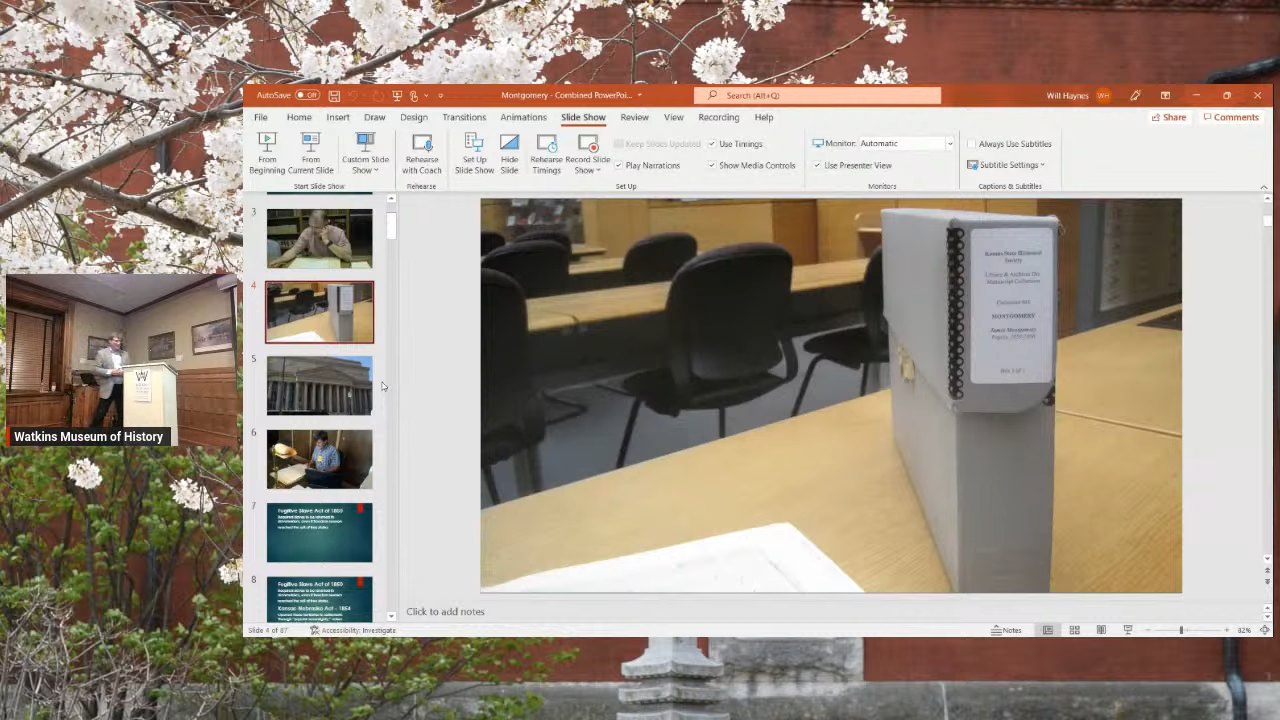 AutoSave
Off
Montgomery - Combined PowerPoi...
Search (Alt+Q)
Will Haynes
WH
File
Home
Insert
Draw
Design
Transitions
Animations
Slide Show
Review
View
Recording
Help
Share
Comments
From
Beginning
From
Current Slide
Custom Slide
Show
Start Slide Show
Rehearse
with Coach
Rehearse
Set Up
Slide Show
Hide
Slide
Rehearse
Timings
Record Slide
Show
Keep Slides Updated
Play Narrations
Use Timings
Show Media Controls
Set Up
Monitor:
Automatic
Use Presenter View
Monitors
Always Use Subtitles
Subtitle Settings
Captions & Subtitles
3
4
5
6
7
Fugitive Slave Act of 1850
8
Fugitive Slave Act of 1850
Kansas-Nebraska Act - 1854
Kansas State Historical
Society
Library & Archives Div.
Manuscript Collections
MONTGOMERY
Watkins Museum of History
Click to add notes
Slide 4 of 87
Accessibility: Investigate
Notes
82%